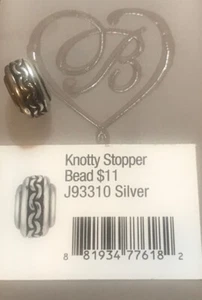 B
Knotty Stopper
Bead $11
J93310 Silver
8 81934 77618 2